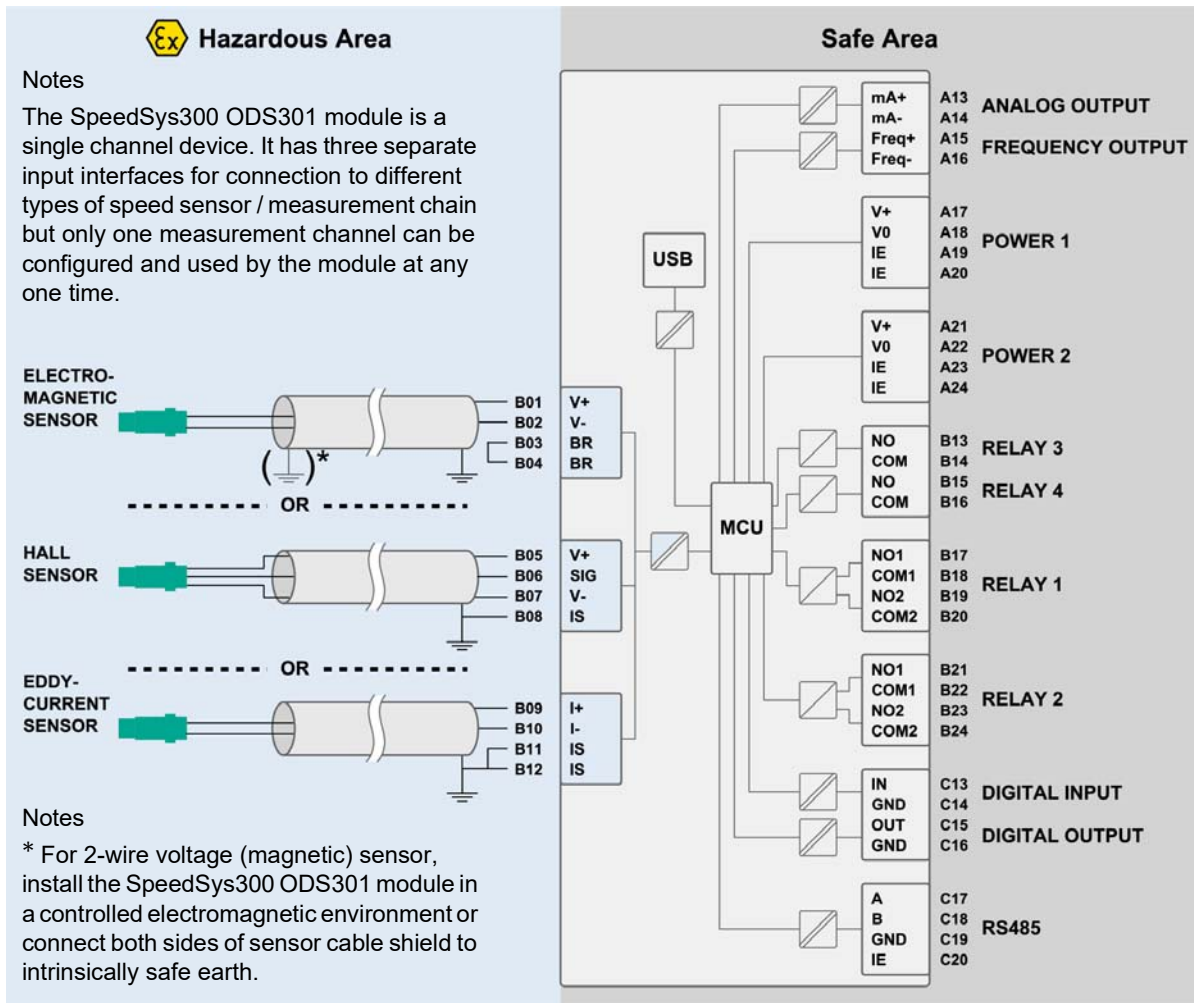 Ex Hazardous Area
Safe Area
Notes
The SpeedSys300 ODS301 module is a
single channel device. It has three separate
input interfaces for connection to different
types of speed sensor / measurement chain
but only one measurement channel can be
configured and used by the module at any
one time.
ELECTRO-
MAGNETIC
SENSOR
( )*
B01 V+
B02 V-
B03 BR
B04 BR
OR
HALL
SENSOR
B05 V+
B06 SIG
B07 V-
B08 IS
OR
EDDY-
CURRENT
SENSOR
B09 I+
B10 I-
B11 IS
B12 IS
Notes
* For 2-wire voltage (magnetic) sensor,
install the SpeedSys300 ODS301 module in
a controlled electromagnetic environment or
connect both sides of sensor cable shield to
intrinsically safe earth.
USB
MCU
mA+ A13
mA- A14
ANALOG OUTPUT
Freq+ A15
Freq- A16
FREQUENCY OUTPUT
V+ A17
V0 A18
IE A19
IE A20
POWER 1
V+ A21
V0 A22
IE A23
IE A24
POWER 2
NO B13
COM B14
RELAY 3
NO B15
COM B16
RELAY 4
NO1 B17
COM1 B18
NO2 B19
COM2 B20
RELAY 1
NO1 B21
COM1 B22
NO2 B23
COM2 B24
RELAY 2
IN C13
GND C14
DIGITAL INPUT
OUT C15
GND C16
DIGITAL OUTPUT
A C17
B C18
GND C19
IE C20
RS485